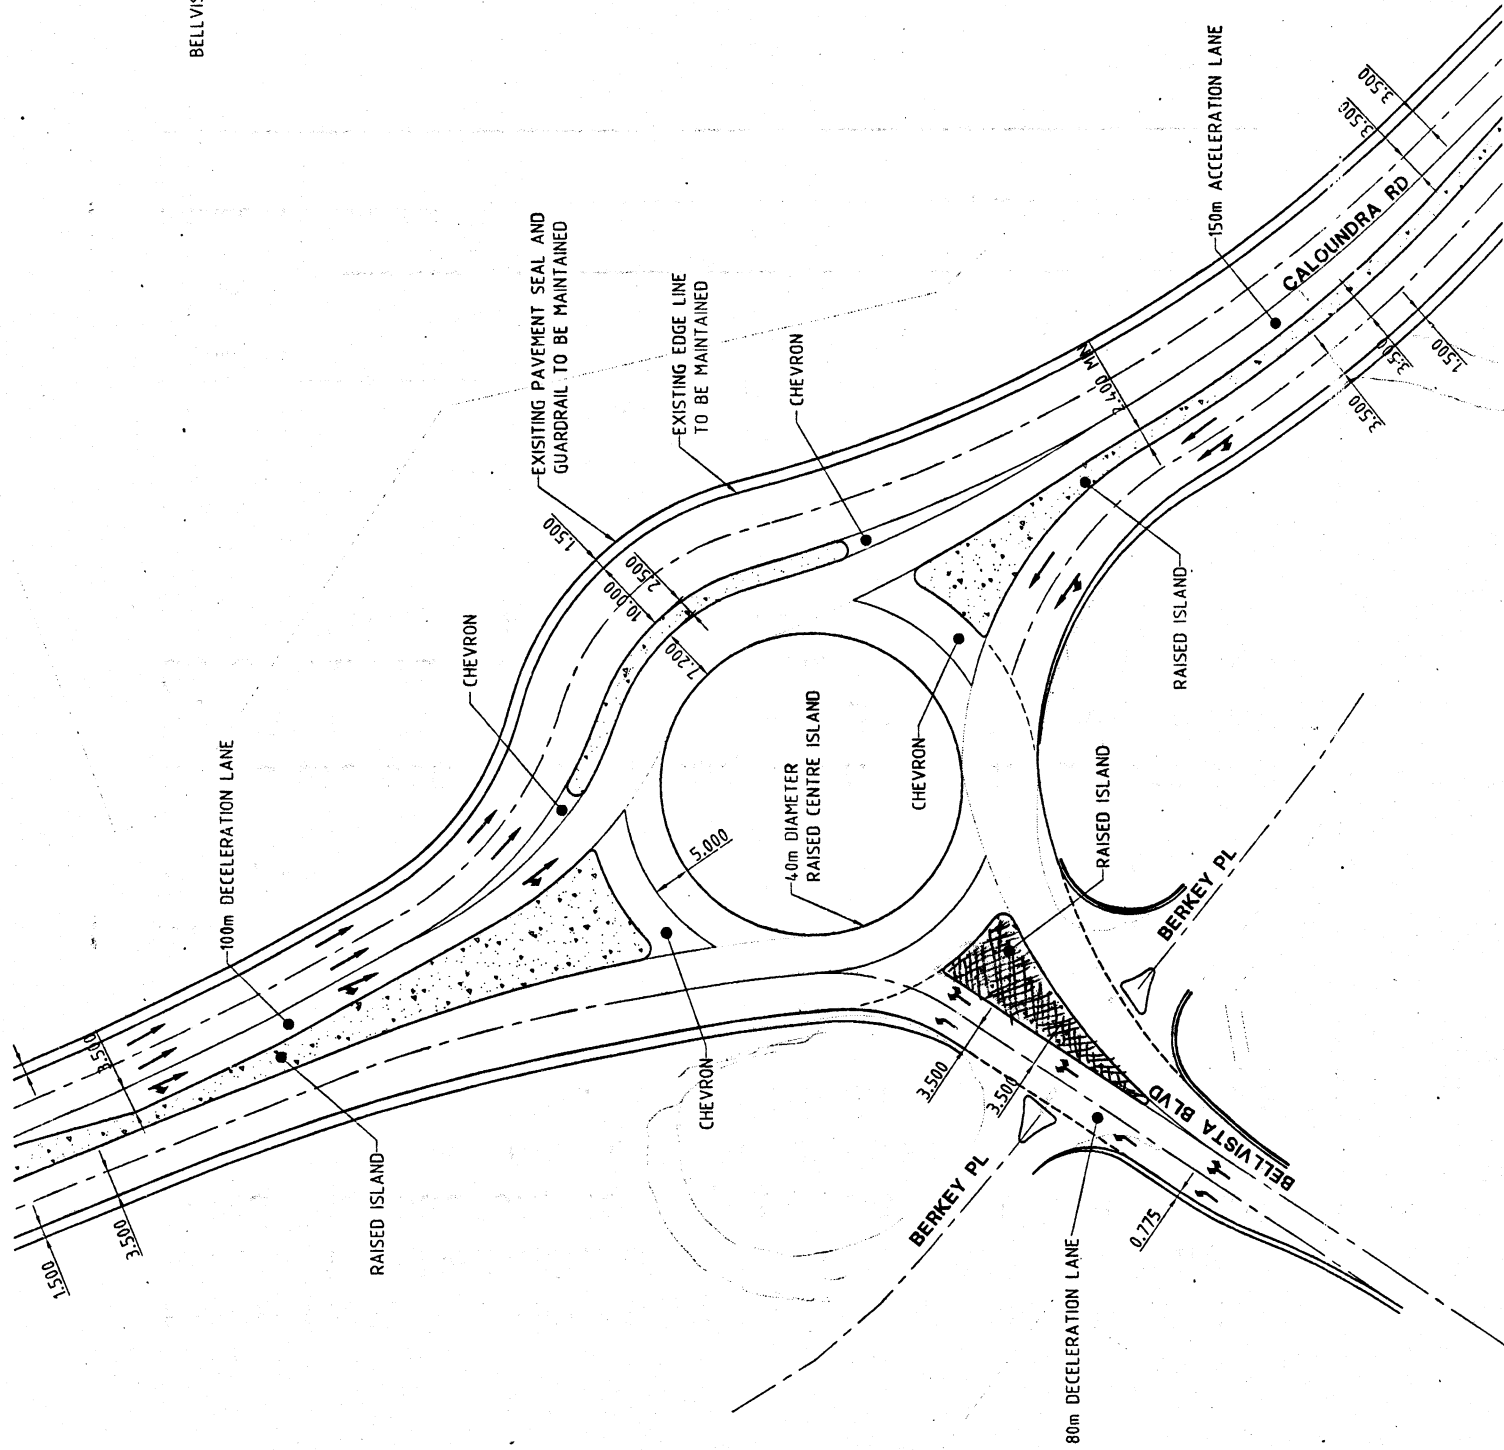 BELLVIS
150m ACCELERATION LANE
3.500
3.500
CALOUNDRA RD
EXISITING PAVEMENT SEAL AND
GUARDRAIL TO BE MAINTAINED
EXISTING EDGE LINE
TO BE MAINTAINED
CHEVRON
2.400 MIN
3.500
1.500
3.500
1.500
10.000
2.500
7.200
CHEVRON
RAISED ISLAND
100m DECELERATION LANE
CHEVRON
40m DIAMETER
RAISED CENTRE ISLAND
5.000
RAISED ISLAND
BERKEY PL
3.500
CHEVRON
3.500
3.500
BELLVISTA BLVD
RAISED ISLAND
3.500
1.500
BERKEY PL
0.775
80m DECELERATION LANE